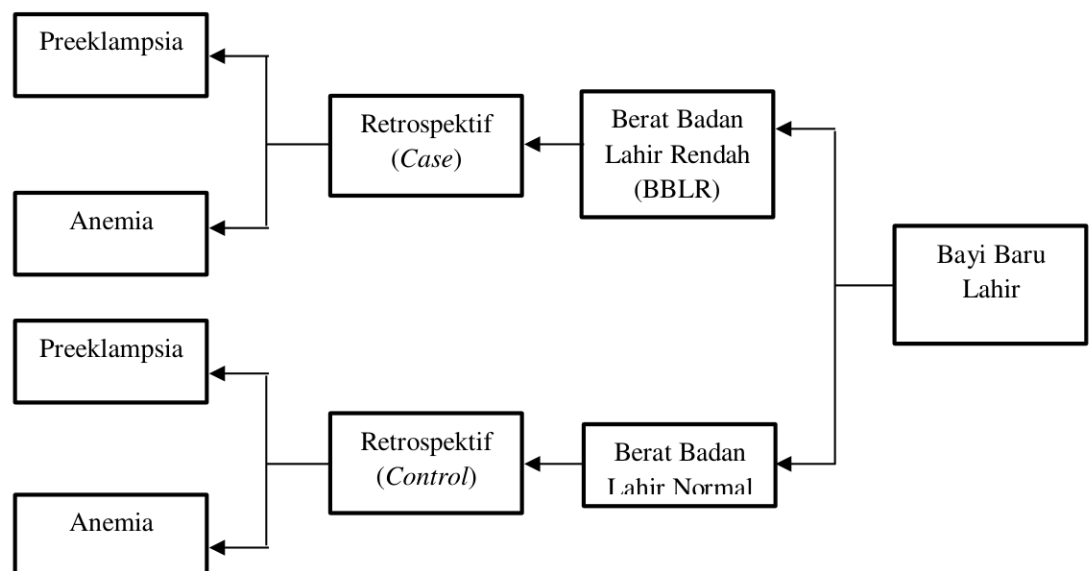 Preeklampsia
Retrospektif
(Case)
Berat Badan
Lahir Rendah
(BBLR)
Anemia
Bayi Baru
Lahir
Preeklampsia
Retrospektif
(Control)
Berat Badan
Lahir Normal
Anemia